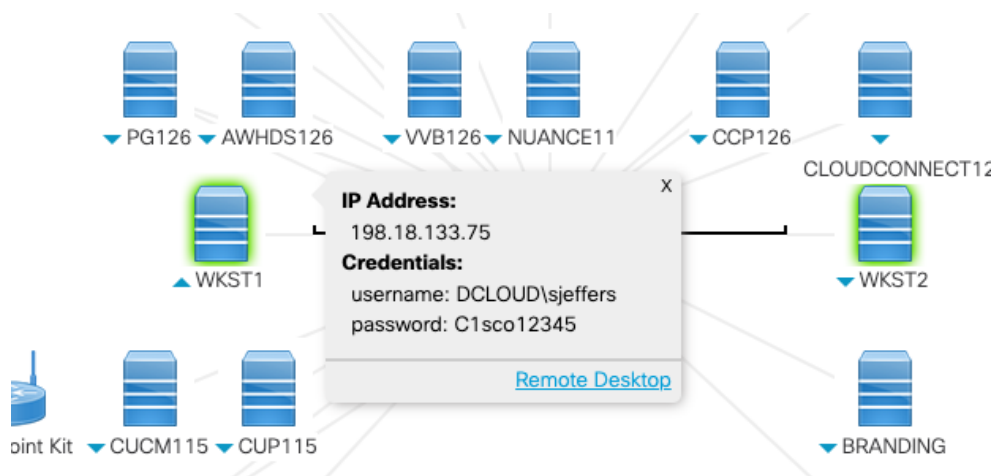 PG126
AWHDS126
VVB126
NUANCE11
CCP126
CLOUDCONNECT12
X
IP Address:
198.18.133.75
Credentials:
username: DCLOUD\sjeffers
password: C1sco12345
Remote Desktop
WKST1
WKST2
oint Kit
CUCM115
CUP115
BRANDING